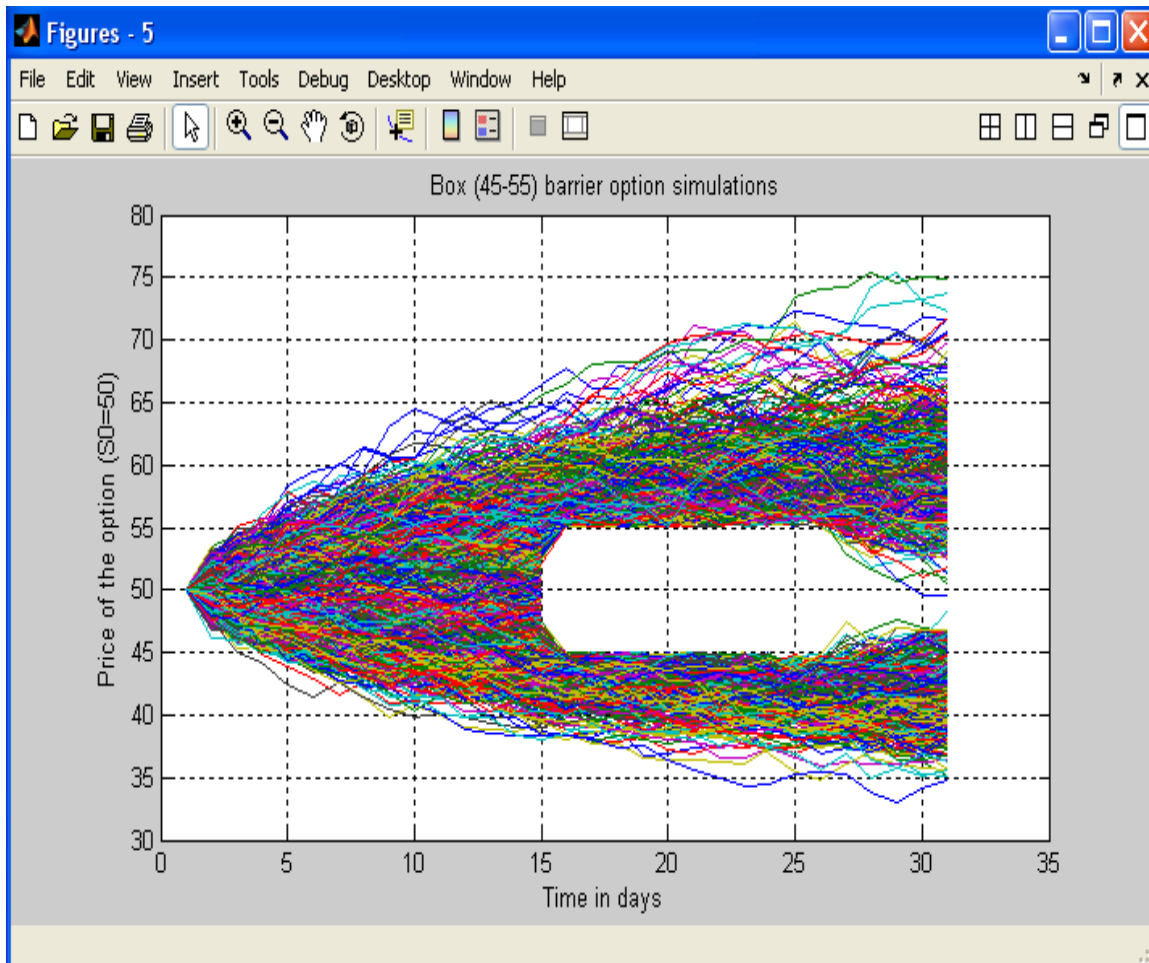 Figures - 5
File Edit View Insert Tools Debug Desktop Window Help
Box (45-55) barrier option simulations
80
75
70
65
60
55
50
45
40
35
30
Price of the option (S0=50)
0 5 10 15 20 25 30 35
Time in days